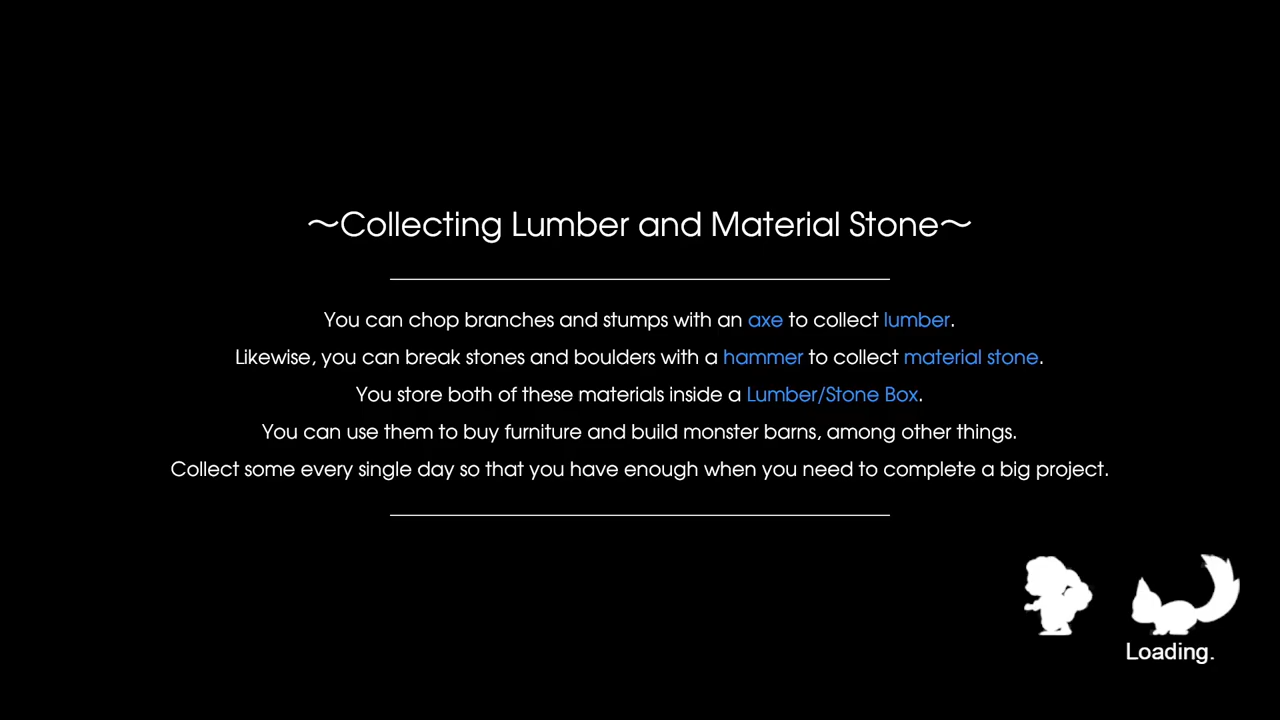 ～Collecting Lumber and Material Stone～
You can chop branches and stumps with an axe to collect lumber.
Likewise, you can break stones and boulders with a hammer to collect material stone.
You store both of these materials inside a Lumber/Stone Box.
You can use them to buy furniture and build monster barns, among other things.
Collect some every single day so that you have enough when you need to complete a big project.
Loading.